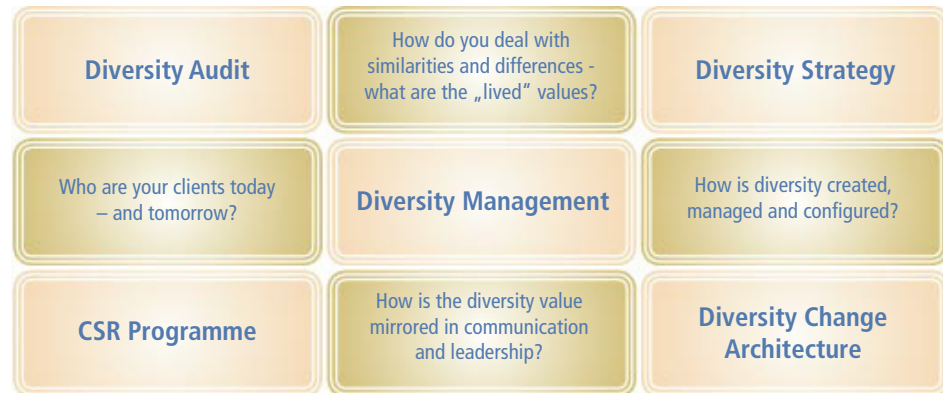 Diversity Audit
How do you deal with
similarities and differences -
what are the „lived“ values?
Diversity Strategy
Who are your clients today
– and tomorrow?
Diversity Management
How is diversity created,
managed and configured?
CSR Programme
How is the diversity value
mirrored in communication
and leadership?
Diversity Change
Architecture